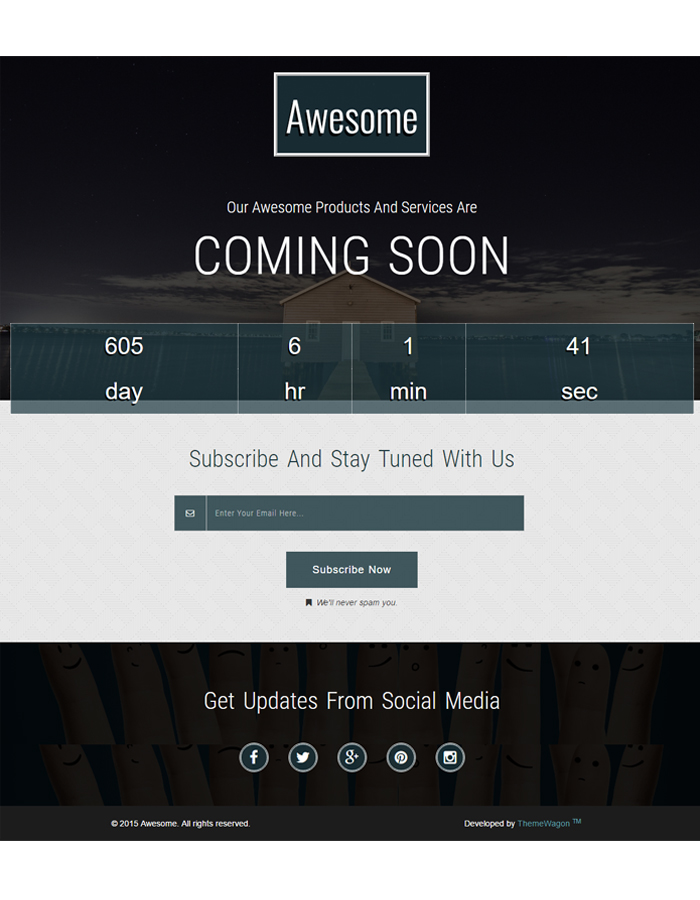 Awesome
Our Awesome Products And Services Are
COMING SOON
605 6 1 41
day hr min sec
Subscribe And Stay Tuned With Us
Enter Your Email Here...
Subscribe Now
We'll never spam you.
Get Updates From Social Media
© 2015 Awesome. All rights reserved. Developed by ThemeWagon TM